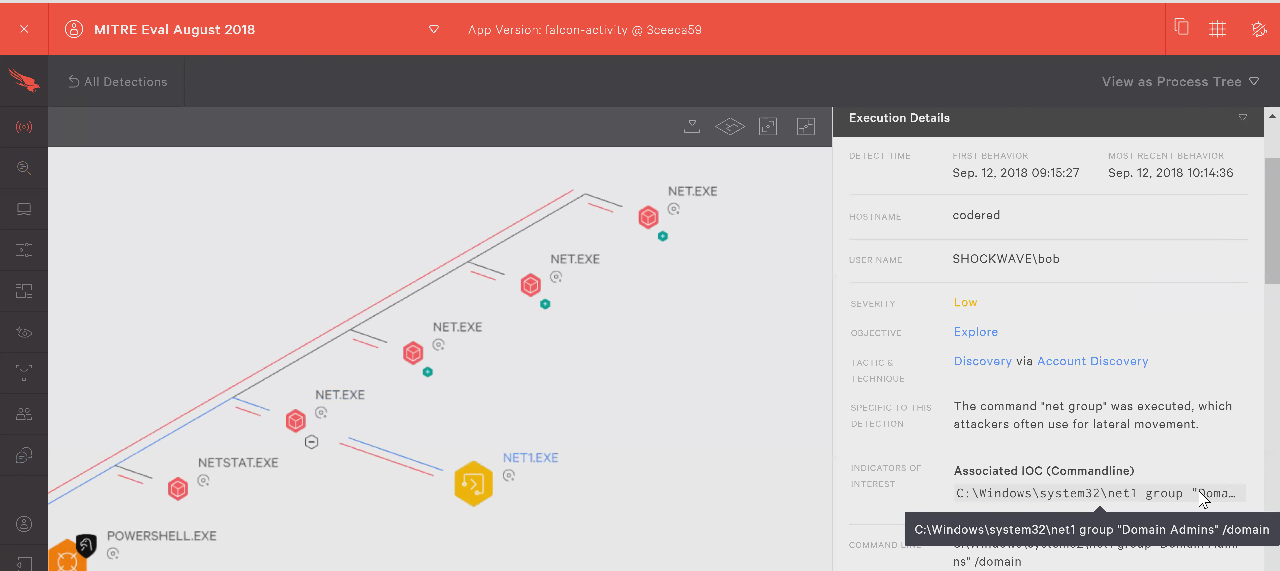 MITRE Eval August 2018
App Version: falcon-activity @ 3ceeca59
All Detections
View as Process Tree
NET.EXE
NET.EXE
NET.EXE
NET.EXE
NET1.EXE
NETSTAT.EXE
POWERSHELL.EXE
Execution Details
DETECT TIME
FIRST BEHAVIOR
MOST RECENT BEHAVIOR
Sep. 12, 2018 09:15:27
Sep. 12, 2018 10:14:36
HOSTNAME
codered
USER NAME
SHOCKWAVE\bob
SEVERITY
Low
OBJECTIVE
Explore
TACTIC &
TECHNIQUE
Discovery via Account Discovery
SPECIFIC TO THIS
DETECTION
The command "net group" was executed, which
attackers often use for lateral movement.
INDICATORS OF
INTEREST
Associated IOC (Commandline)
C:\Windows\system32\net1 group "Doma…
C:\Windows\system32\net1 group "Domain Admins" /domain
COMMAND LINE
ns" /domain